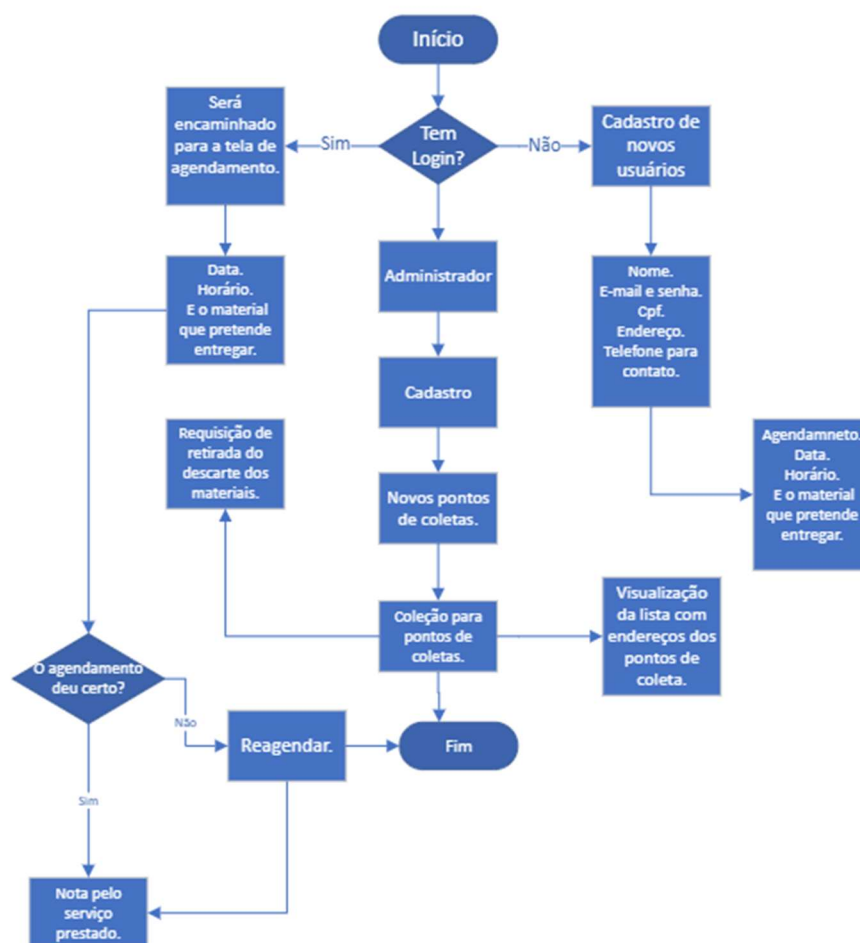 Início
Tem
Login?
Sim
Não
Será
encaminhado
para a tela de
agendamento.
Cadastro de
novos
usuários
Data.
Horário.
E o material
que pretende
entregar.
Administrador
Nome.
E-mail e senha.
Cpf.
Endereço.
Telefone para
contato.
Cadastro
Requisição de
retirada do
descarte dos
materiais.
Novos pontos
de coletas.
Agendamneto.
Data.
Horário.
E o material
que pretende
entregar.
Coleção para
pontos de
coletas.
Visualização
da lista com
endereços dos
pontos de
coleta.
O agendamento
deu certo?
Não
Reagendar.
Fim
Sim
Nota pelo
serviço
prestado.